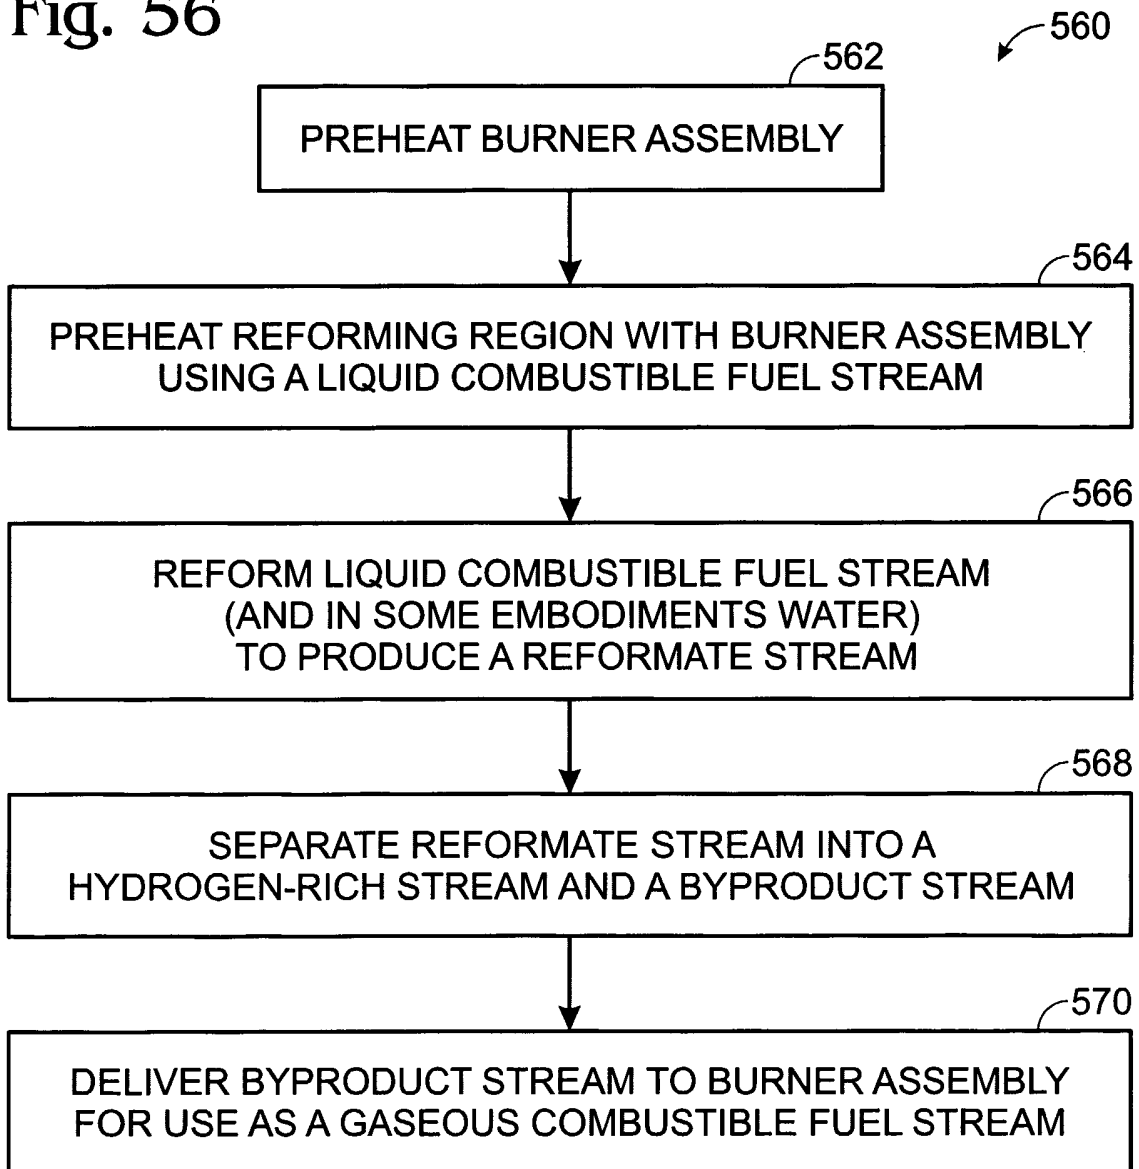 Fig. 56
560
562
PREHEAT BURNER ASSEMBLY
564
PREHEAT REFORMING REGION WITH BURNER ASSEMBLY
USING A LIQUID COMBUSTIBLE FUEL STREAM
566
REFORM LIQUID COMBUSTIBLE FUEL STREAM
(AND IN SOME EMBODIMENTS WATER)
TO PRODUCE A REFORMATE STREAM
568
SEPARATE REFORMATE STREAM INTO A
HYDROGEN-RICH STREAM AND A BYPRODUCT STREAM
570
DELIVER BYPRODUCT STREAM TO BURNER ASSEMBLY
FOR USE AS A GASEOUS COMBUSTIBLE FUEL STREAM